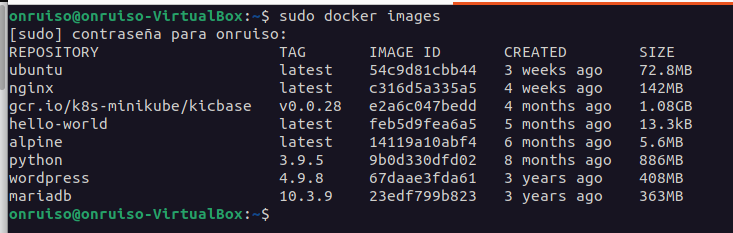 onruiso@onruiso-VirtualBox:~$ sudo docker images
[sudo] contraseña para onruiso:
REPOSITORY TAG IMAGE ID CREATED SIZE
ubuntu latest 54c9d81cbb44 3 weeks ago 72.8MB
nginx latest c316d5a335a5 4 weeks ago 142MB
gcr.io/k8s-minikube/kicbase v0.0.28 e2a6c047bedd 4 months ago 1.08GB
hello-world latest feb5d9fea6a5 5 months ago 13.3kB
alpine latest 14119a10abf4 6 months ago 5.6MB
python 3.9.5 9b0d330dfd02 8 months ago 886MB
wordpress 4.9.8 67daae3fda61 3 years ago 408MB
mariadb 10.3.9 23edf799b823 3 years ago 363MB
onruiso@onruiso-VirtualBox:~$